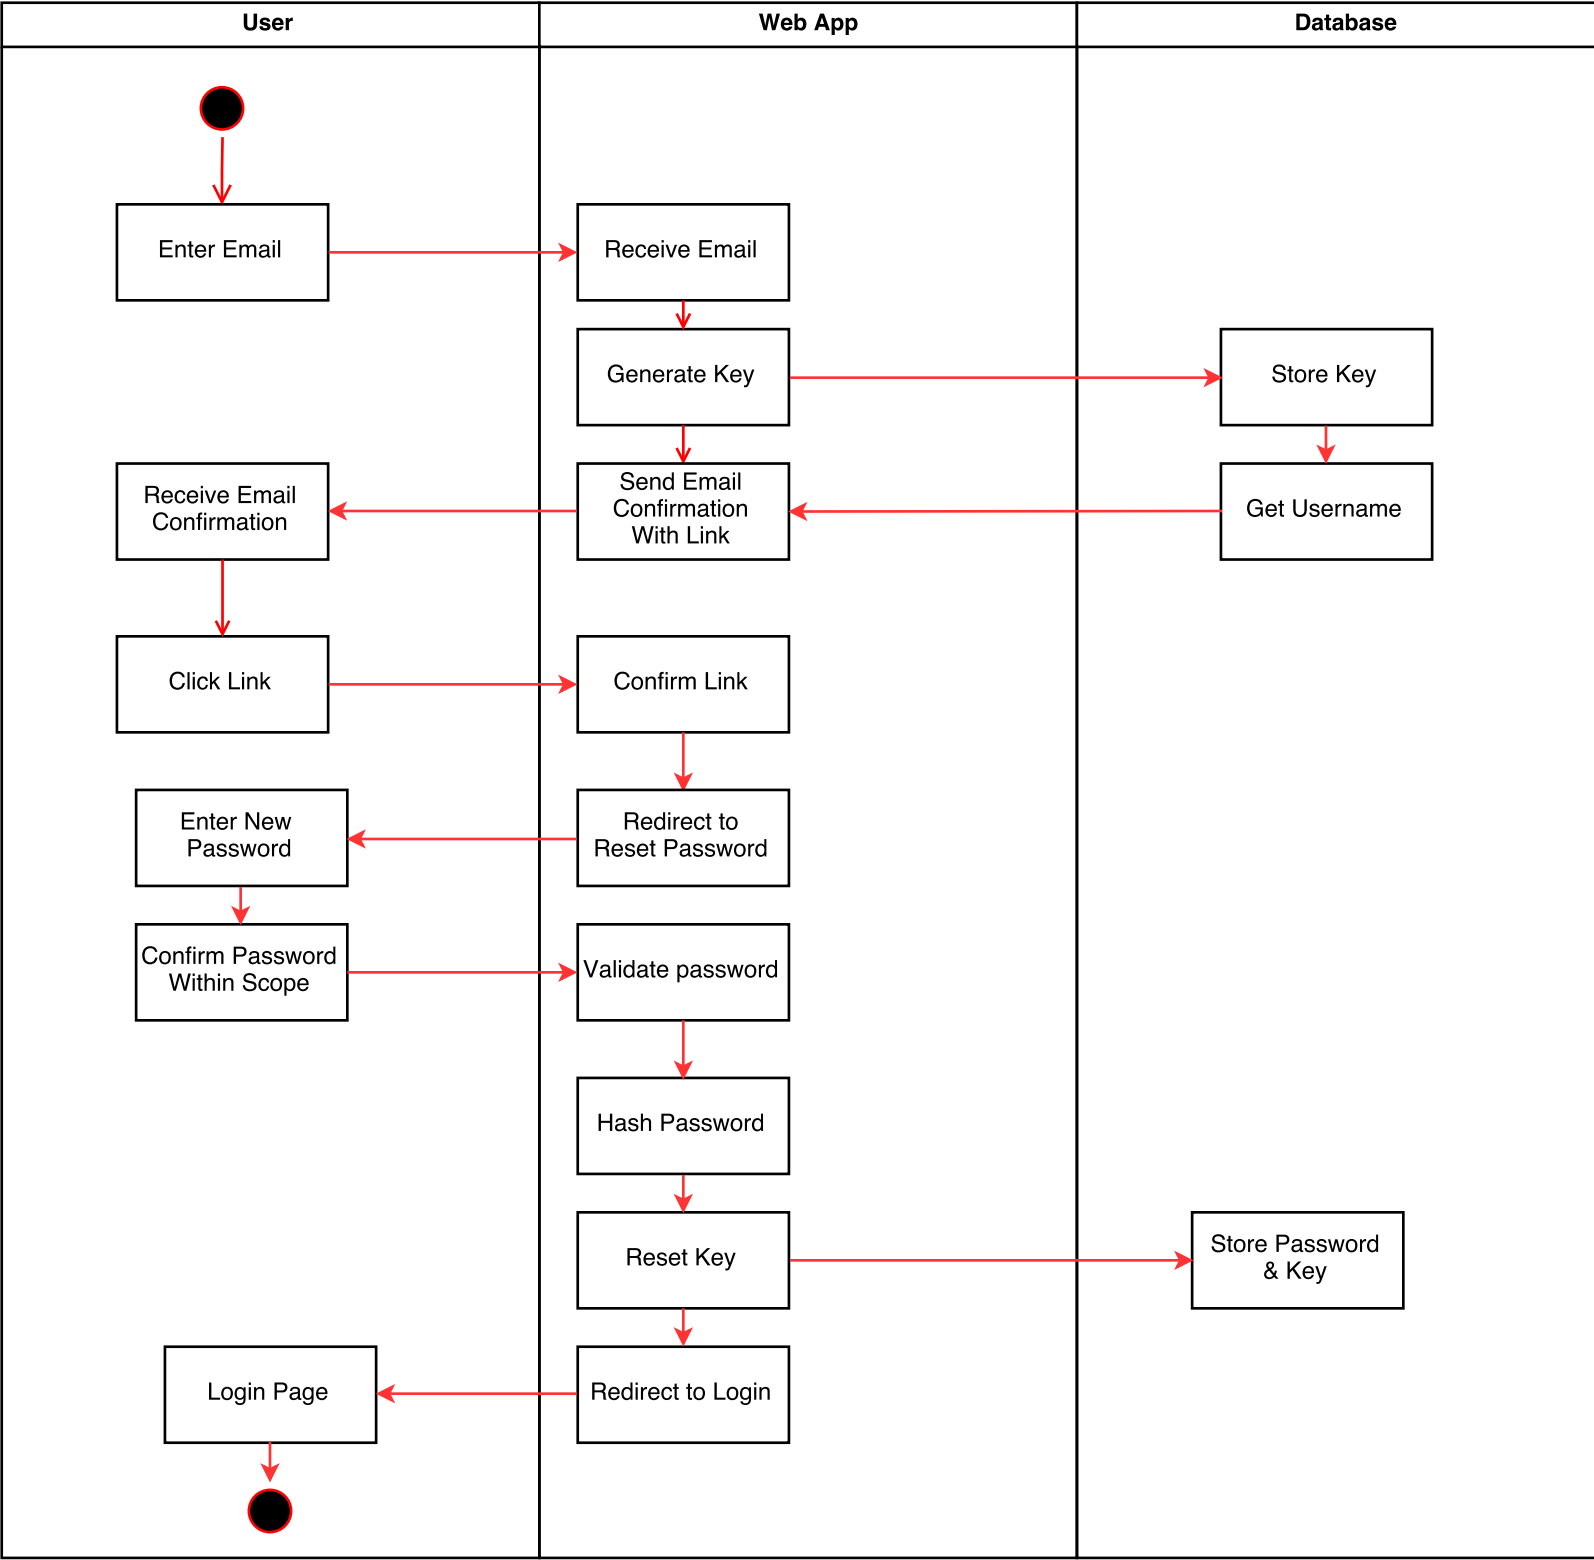 User
Web App
Database
Enter Email
Receive Email
Generate Key
Store Key
Receive Email
Confirmation
Send Email
Confirmation
With Link
Get Username
Click Link
Confirm Link
Enter New
Password
Redirect to
Reset Password
Confirm Password
Within Scope
Validate password
Hash Password
Reset Key
Store Password
& Key
Login Page
Redirect to Login